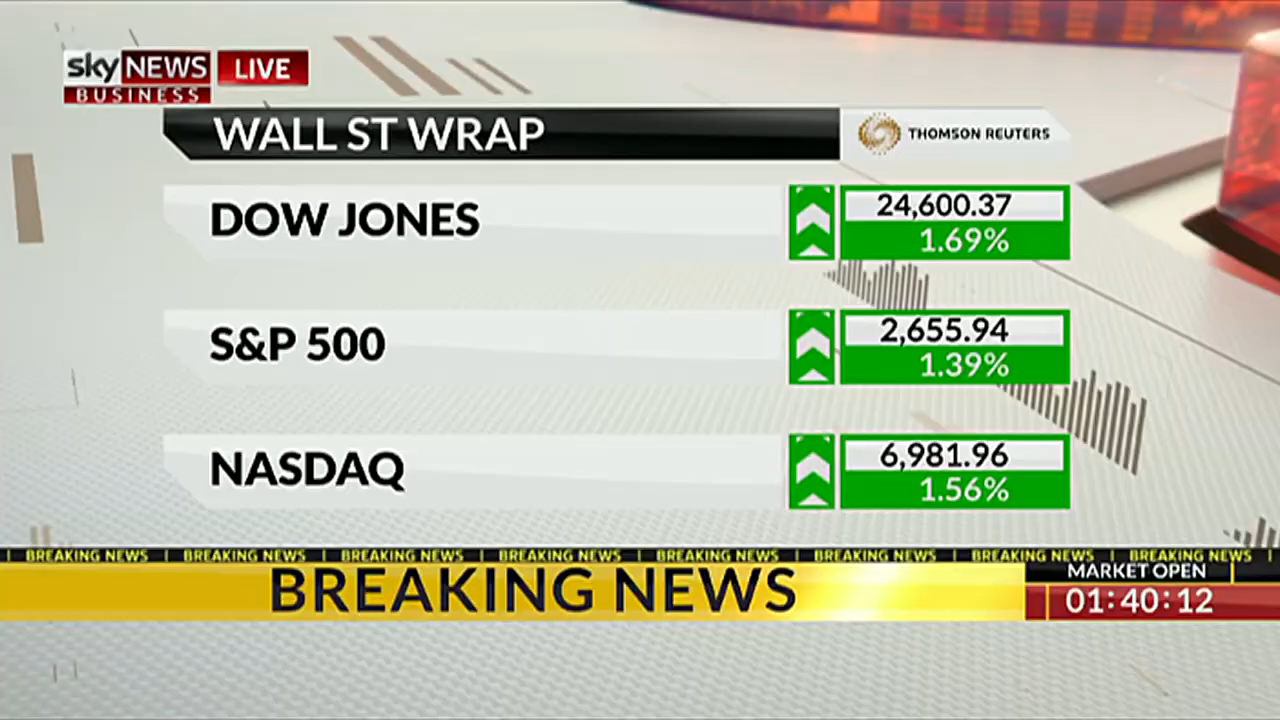 sky NEWS LIVE
BUSINESS
WALL ST WRAP THOMSON REUTERS
DOW JONES 24,600.37
1.69%
S&P 500 2,655.94
1.39%
NASDAQ 6,981.96
1.56%
BREAKING NEWS BREAKING NEWS BREAKING NEWS BREAKING NEWS BREAKING NEWS BREAKING NEWS BREAKING NEWS BREAKING NEWS
BREAKING NEWS MARKET OPEN
01:40:12